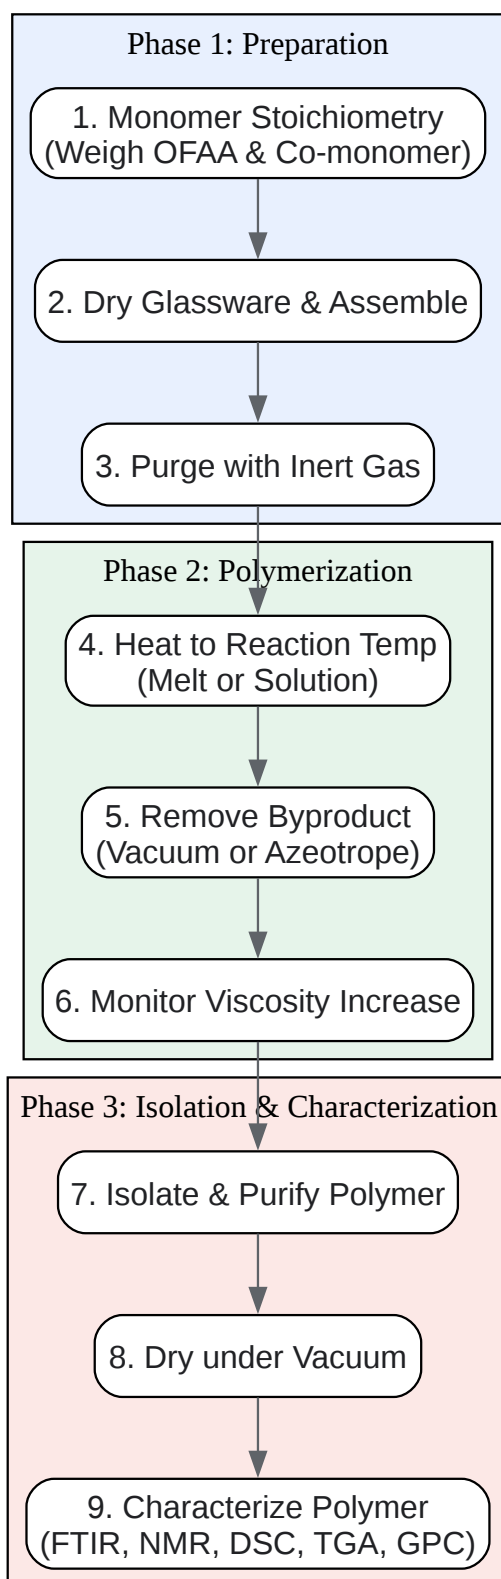 Phase 1: Preparation
1. Monomer Stoichiometry
(Weigh OFAA & Co-monomer)
2. Dry Glassware & Assemble
3. Purge with Inert Gas
Phase 2: Polymerization
4. Heat to Reaction Temp
(Melt or Solution)
5. Remove Byproduct
(Vacuum or Azeotrope)
6. Monitor Viscosity Increase
Phase 3: Isolation & Characterization
7. Isolate & Purify Polymer
8. Dry under Vacuum
9. Characterize Polymer
(FTIR, NMR, DSC, TGA, GPC)